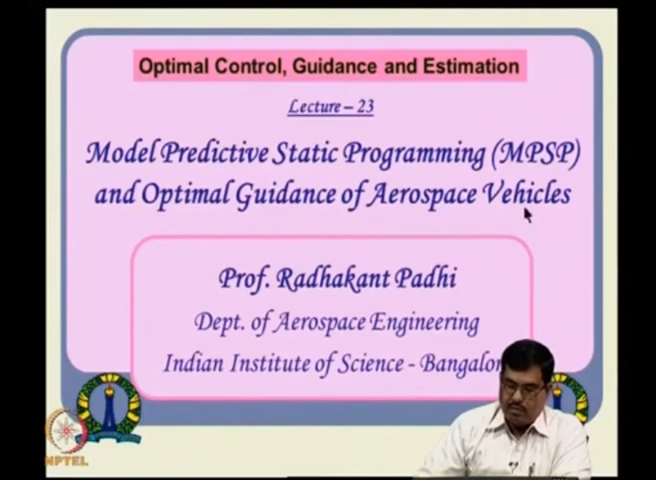 Optimal Control, Guidance and Estimation
Lecture – 23
Model Predictive Static Programming (MPSP)
and Optimal Guidance of Aerospace Vehicles
Prof. Radhakant Padhi
Dept. of Aerospace Engineering
Indian Institute of Science - Bangalor
NPTEL